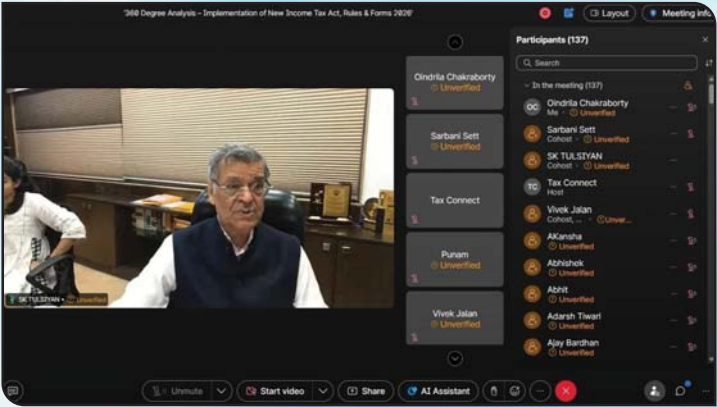 '360 Degree Analysis – Implementation of New Income Tax Act, Rules & Forms 2026'
Layout
Meeting info
SK TULSIYAN • Unverified
Oindrila Chakraborty
Unverified
Sarbani Sett
Unverified
Tax Connect
Punam
Unverified
Vivek Jalan
Unverified
Participants (137)
Search
In the meeting (137)
OC
Oindrila Chakraborty
Me • Unverified
Sarbani Sett
Cohost • Unverified
SK TULSIYAN
Cohost • Unverified
TC
Tax Connect
Host
Vivek Jalan
Cohost, ... • Unver...
AKansha
Unverified
Abhishek
Unverified
Abhit
Unverified
Adarsh Tiwari
Unverified
Ajay Bardhan
Unverified
Unmute
Start video
Share
AI Assistant